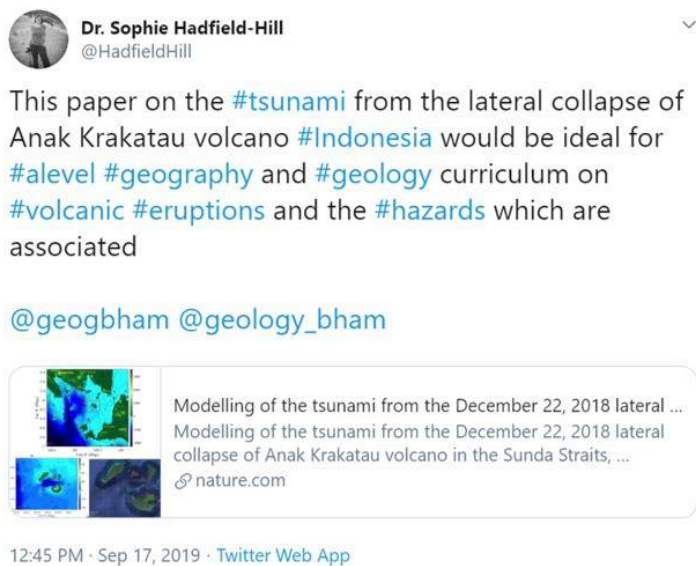 Dr. Sophie Hadfield-Hill
@HadfieldHill
This paper on the #tsunami from the lateral collapse of
Anak Krakatau volcano #Indonesia would be ideal for
#alevel #geography and #geology curriculum on
#volcanic #eruptions and the #hazards which are
associated
@geogbham @geology_bham
Modelling of the tsunami from the December 22, 2018 lateral ...
Modelling of the tsunami from the December 22, 2018 lateral
collapse of Anak Krakatau volcano in the Sunda Straits, ...
nature.com
12:45 PM · Sep 17, 2019 · Twitter Web App